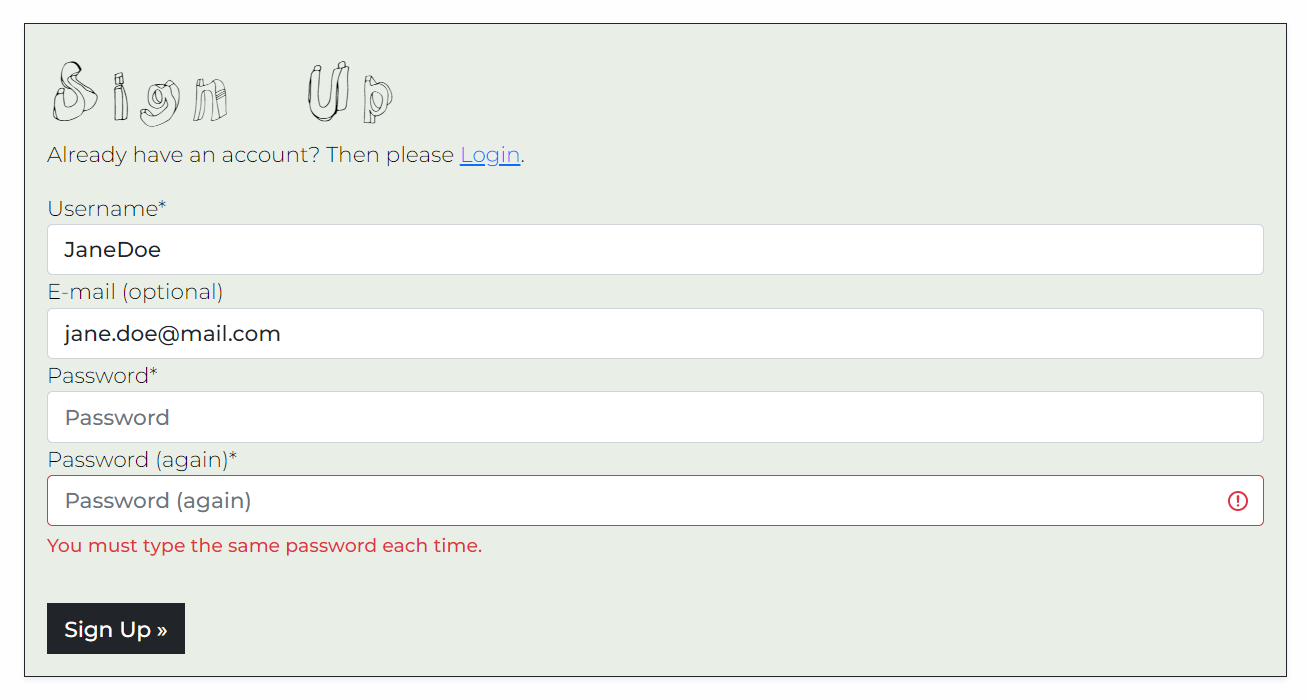 Sign Up
Already have an account? Then please Login.
Username*
JaneDoe
E-mail (optional)
jane.doe@mail.com
Password*
Password
Password (again)*
Password (again)
You must type the same password each time.
Sign Up »